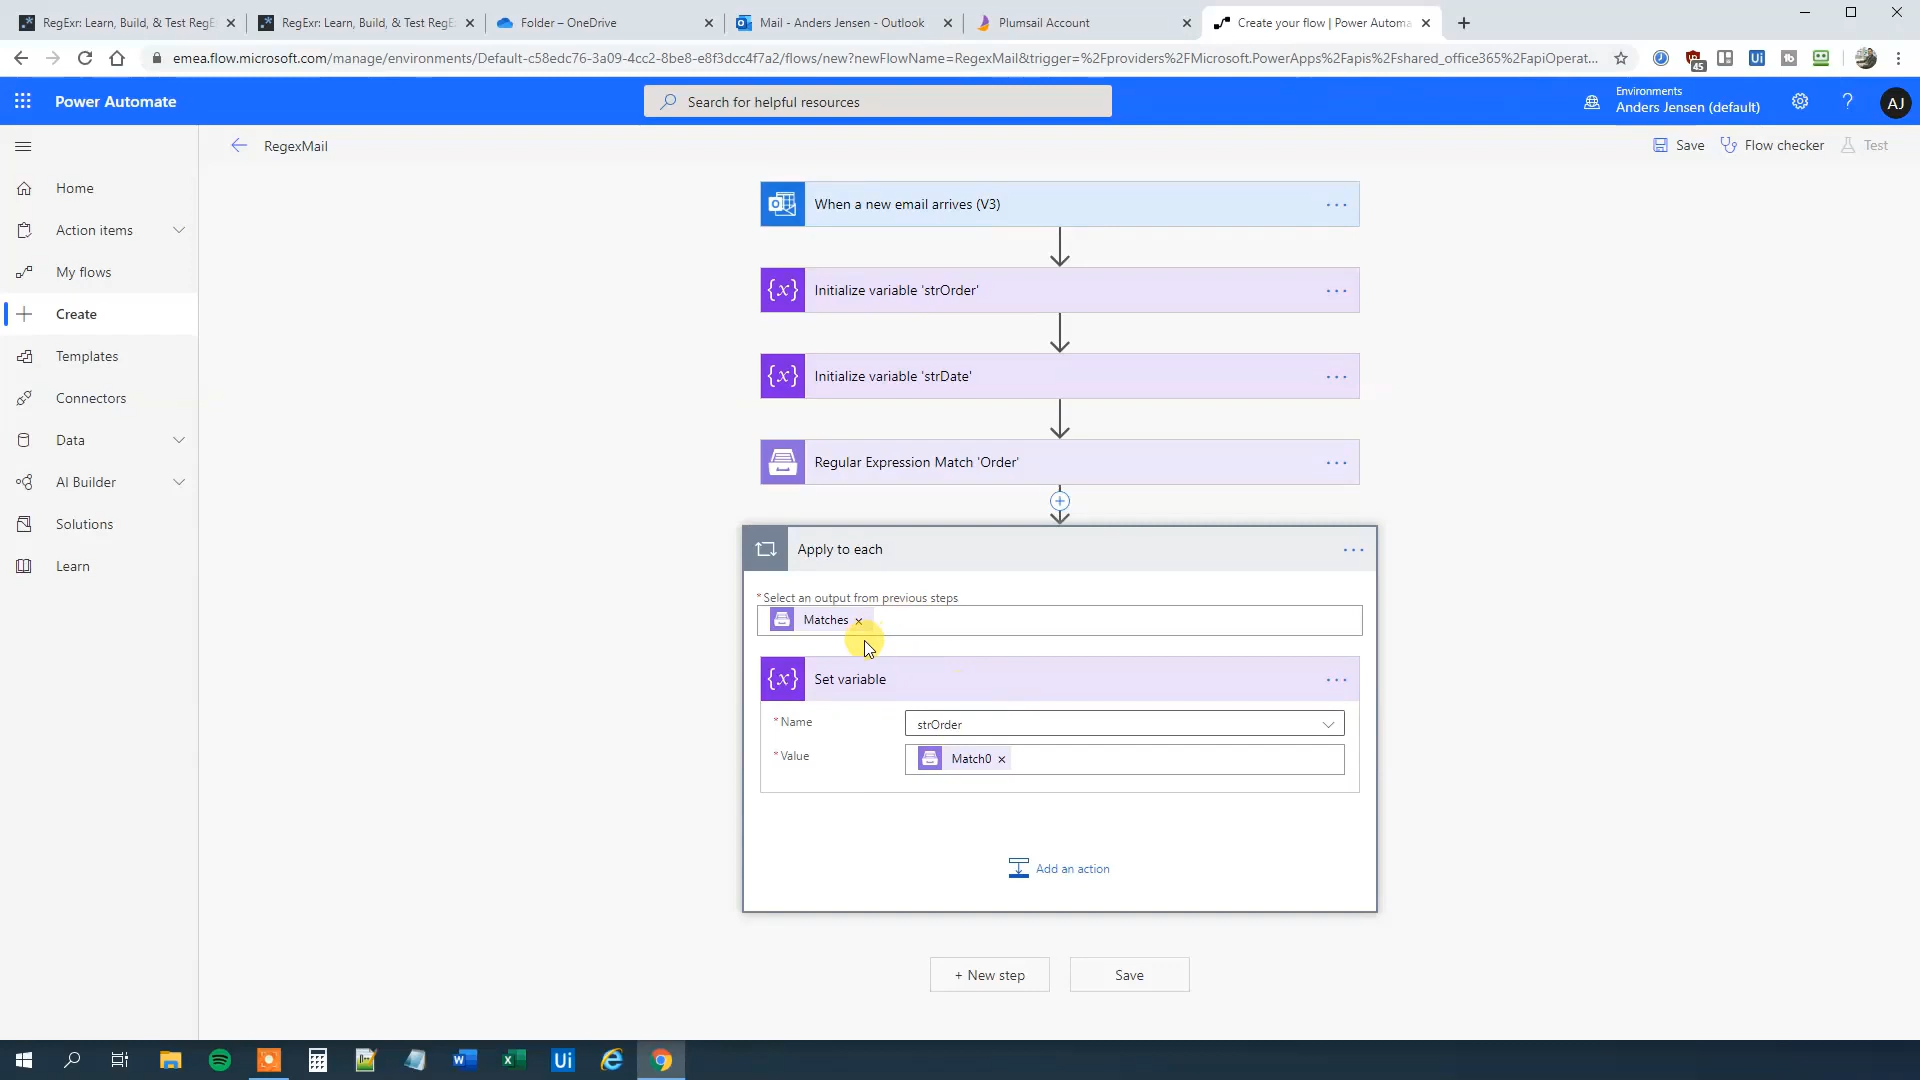 RegExr: Learn, Build, & Test RegE
RegExr: Learn, Build, & Test RegE
Folder – OneDrive
Mail - Anders Jensen - Outlook
Plumsail Account
Create your flow | Power Automa
emea.flow.microsoft.com/manage/environments/Default-c58edc76-3a09-4cc2-8be8-e8f3dcc4f7a2/flows/new?newFlowName=RegexMail&trigger=%2Fproviders%2FMicrosoft.PowerApps%2Fapis%2Fshared_office365%2FapiOperat...
45
Ui
Power Automate
Search for helpful resources
Environments
Anders Jensen (default)
?
AJ
RegexMail
Save
Flow checker
Test
Home
Action items
My flows
Create
Templates
Connectors
Data
AI Builder
Solutions
Learn
When a new email arrives (V3)
{x} Initialize variable 'strOrder'
{x} Initialize variable 'strDate'
Regular Expression Match 'Order'
Apply to each
* Select an output from previous steps
Matches ×
{x} Set variable
* Name
strOrder
* Value
Match0 ×
Add an action
+ New step
Save
Ui